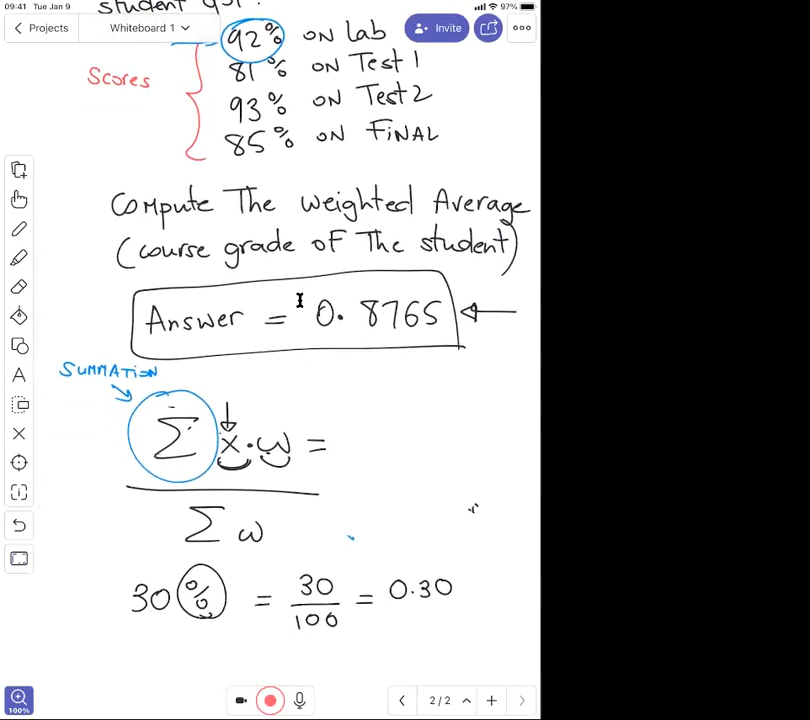 09:41 Tue Jan 9
97%
student got:
Projects
Whiteboard 1
Invite
92% on Lab
Scores
81% on Test 1
93% on Test 2
85% on FiNAL
Compute The Weighted Average
(course grade of The student)
Answer = 0.8765
SUMMATiON
Σ x·ω =
Σ ω
30% = 30/100 = 0.30
A
100%
2/2